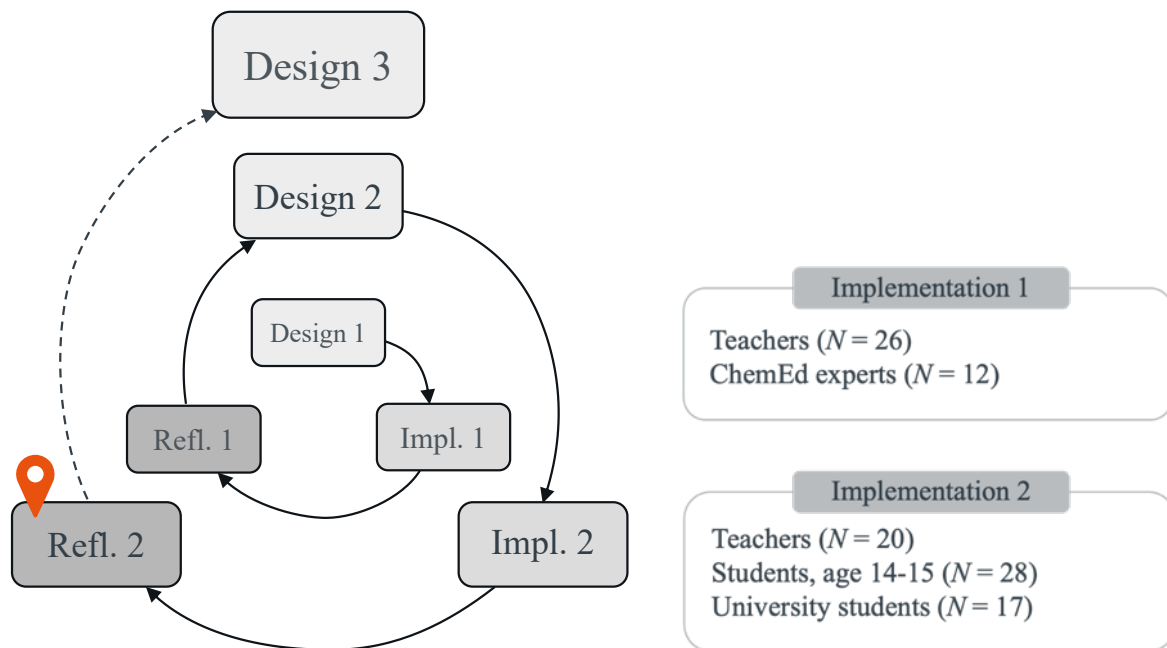 Design 3
Design 2
Design 1
Refl. 1
Impl. 1
Refl. 2
Impl. 2
Implementation 1
Teachers (N = 26)
ChemEd experts (N = 12)
Implementation 2
Teachers (N = 20)
Students, age 14-15 (N = 28)
University students (N = 17)